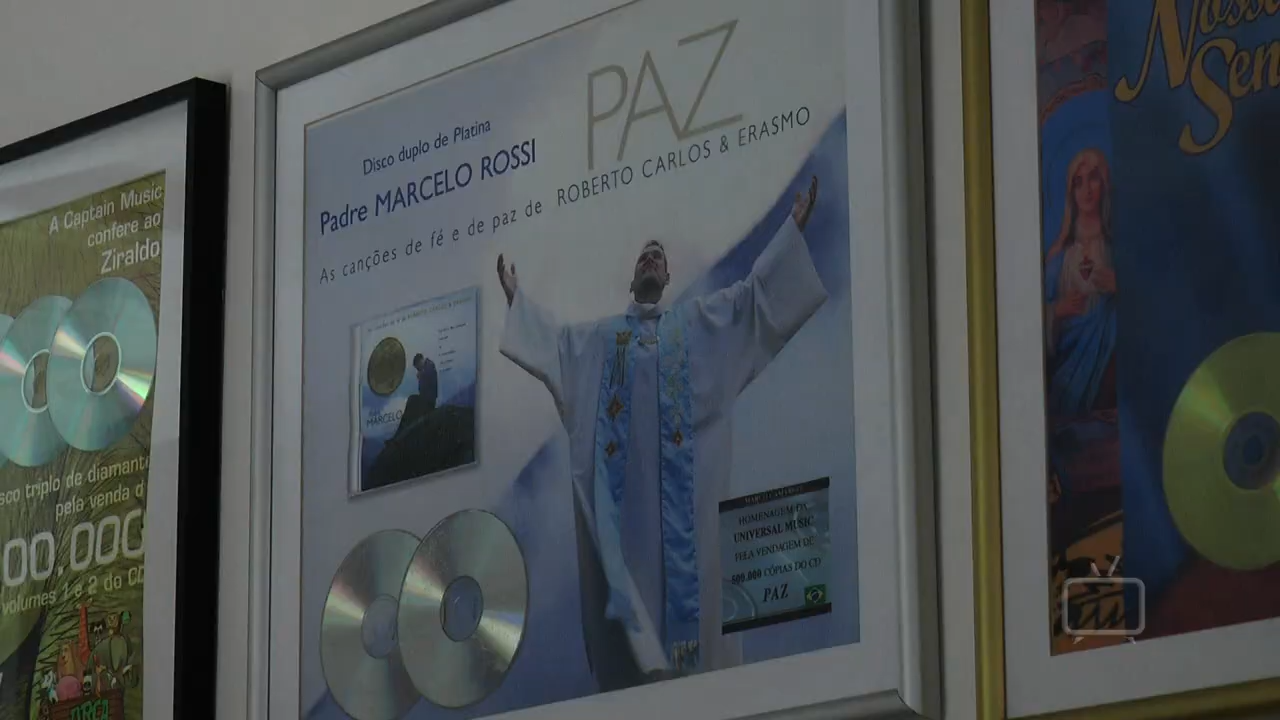 A Captain Music
confere ao
Ziraldo
sco triplo de diamant
pela venda d
00.000
volumes 1 e 2 do CD
PAZ
Disco duplo de Platina
Padre MARCELO ROSSI
As canções de fé e de paz de ROBERTO CARLOS & ERASMO
MARCELO
HOMENAGEM DA
UNIVERSAL MUSIC
PELA VENDAGEM DE
500.000 CÓPIAS DO CD
PAZ
Nossa
Sen